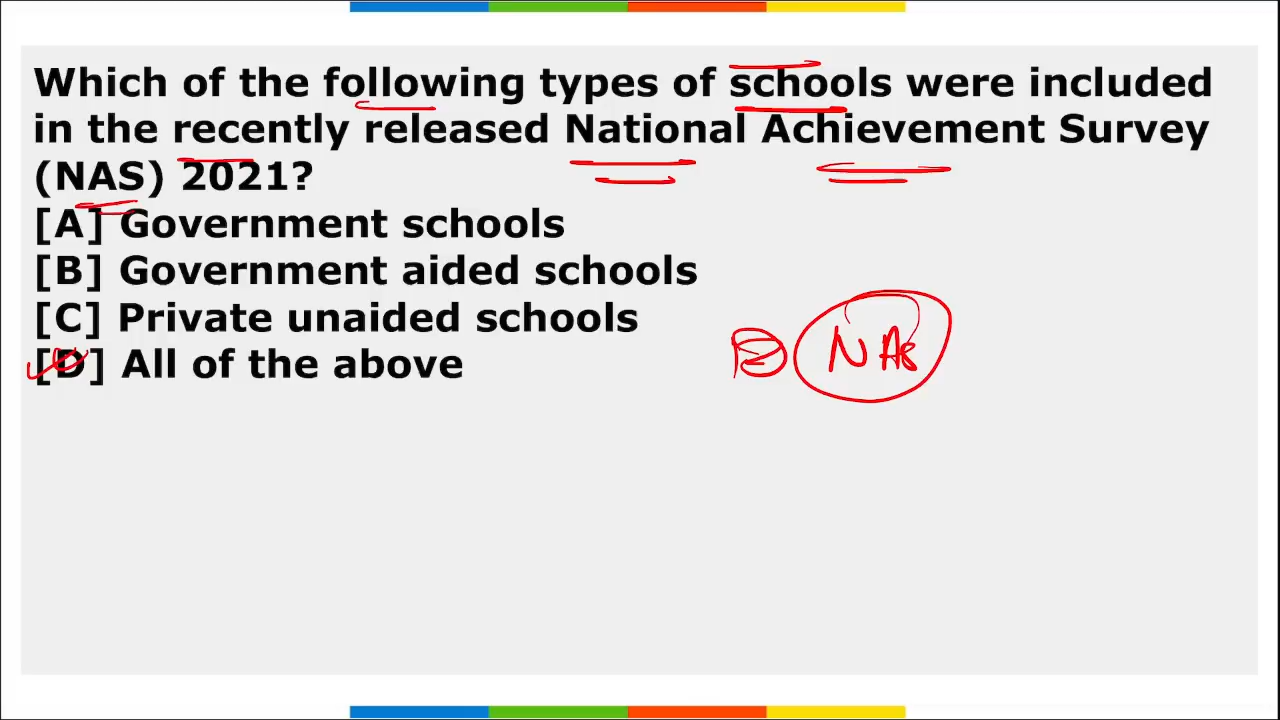 Which of the following types of schools were included
in the recently released National Achievement Survey
(NAS) 2021?
[A] Government schools
[B] Government aided schools
[C] Private unaided schools
[D] All of the above
NAS